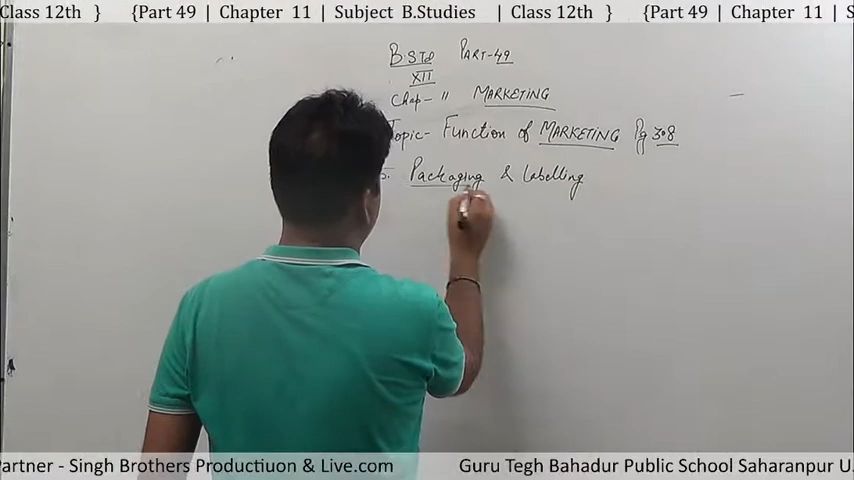 Class 12th } {Part 49 | Chapter 11 | Subject B.Studies | Class 12th } {Part 49 | Chapter 11 | S
B.Std Part-49
XII
Chap- 11 MARKETING
Topic- Function of MARKETING Pg 308
Packaging & Labelling
Partner - Singh Brothers Productiuon & Live.com Guru Tegh Bahadur Public School Saharanpur U.